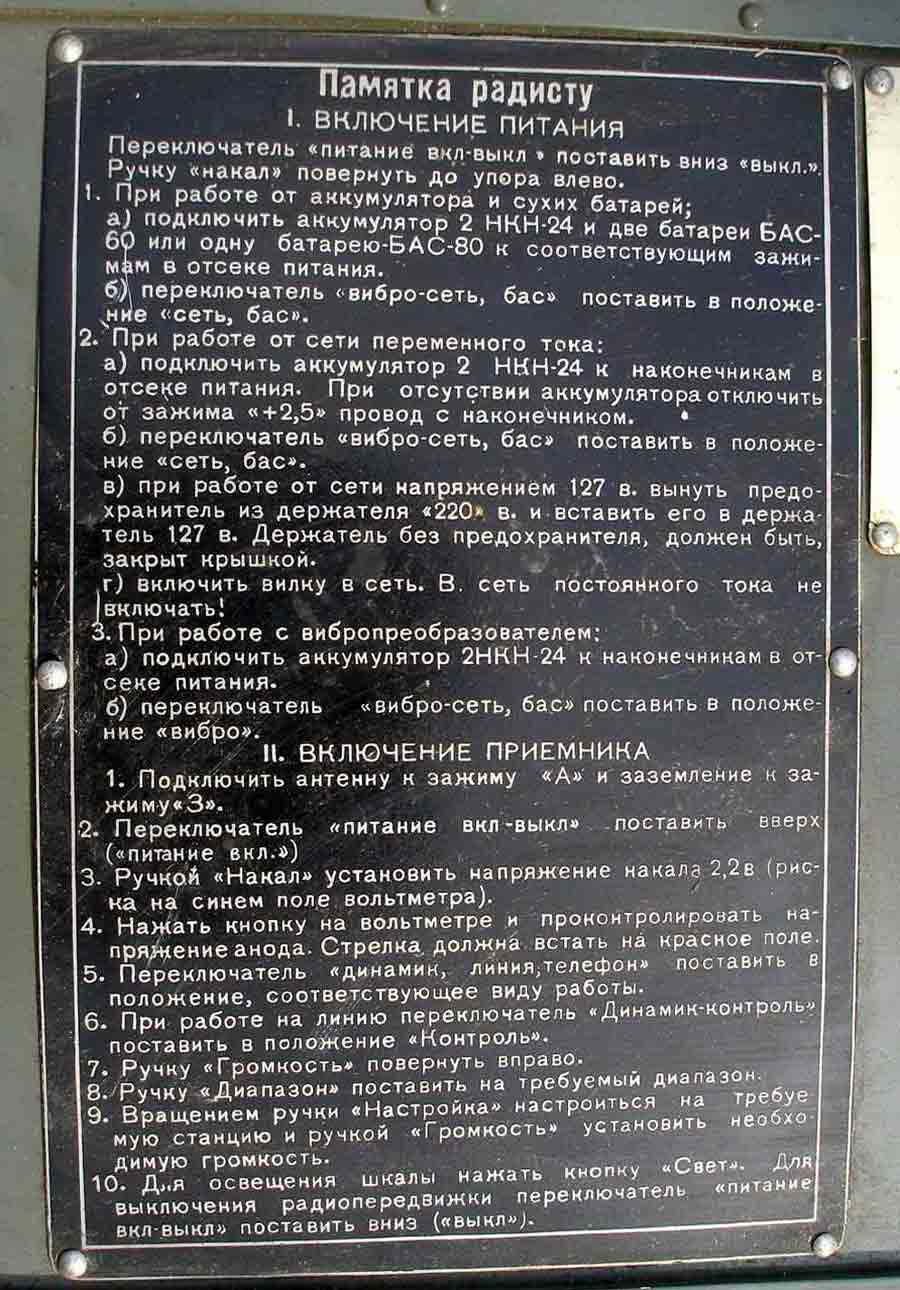 Памятка радисту
I. ВКЛЮЧЕНИЕ ПИТАНИЯ
Переключатель «питание вкл-выкл » поставить вниз «выкл.».
Ручку «накал» повернуть до упора влево.
1. При работе от аккумулятора и сухих батарей;
а) подключить аккумулятор 2 НКН-24 и две батареи БАС-
60 или одну батарею-БАС-80 к соответствующим зажи-
мам в отсеке питания.
б) переключатель «вибро-сеть, бас» поставить в положе-
ние «сеть, бас».
2. При работе от сети переменного тока:
а) подключить аккумулятор 2 НКН-24 к наконечникам в
отсеке питания. При отсутствии аккумулятора отключить
от зажима «+2,5» провод с наконечником.
б) переключатель «вибро-сеть, бас» поставить в положе-
ние «сеть, бас».
в) при работе от сети напряжением 127 в. вынуть предо-
хранитель из держателя «220» в. и вставить его в держа-
тель 127 в. Держатель без предохранителя, должен быть,
закрыт крышкой.
г) включить вилку в сеть. В. сеть постоянного тока не
включать!
3. При работе с вибропреобразователем:
а) подключить аккумулятор 2НКН-24 к наконечникам в от-
секе питания.
б) переключатель «вибро-сеть, бас» поставить в положе-
ние «вибро».
II. ВКЛЮЧЕНИЕ ПРИЕМНИКА
1. Подключить антенну к зажиму «А» и заземление к за-
жиму«З».
2. Переключатель «питание вкл-выкл» поставить вверх
(«питание вкл.»)
3. Ручкой «Накал» установить напряжение накала 2,2в (рис-
ка на синем поле вольтметра).
4. Нажать кнопку на вольтметре и проконтролировать на-
пряжение анода. Стрелка должна встать на красное поле.
5. Переключатель «динамик, линия,телефон» поставить в
положение, соответствующее виду работы.
6. При работе на линию переключатель «Динамик-контроль»
поставить в положение «Контроль».
7. Ручку «Громкость» повернуть вправо.
8. Ручку «Диапазон» поставить на требуемый диапазон.
9. Вращением ручки «Настройка» настроиться на требуе
мую станцию и ручкой «Громкость» установить необхо-
димую громкость.
10. Для освещения шкалы нажать кнопку «Свет». Для
выключения радиопередвижки переключатель «питание
вкл-выкл» поставить вниз («выкл»).